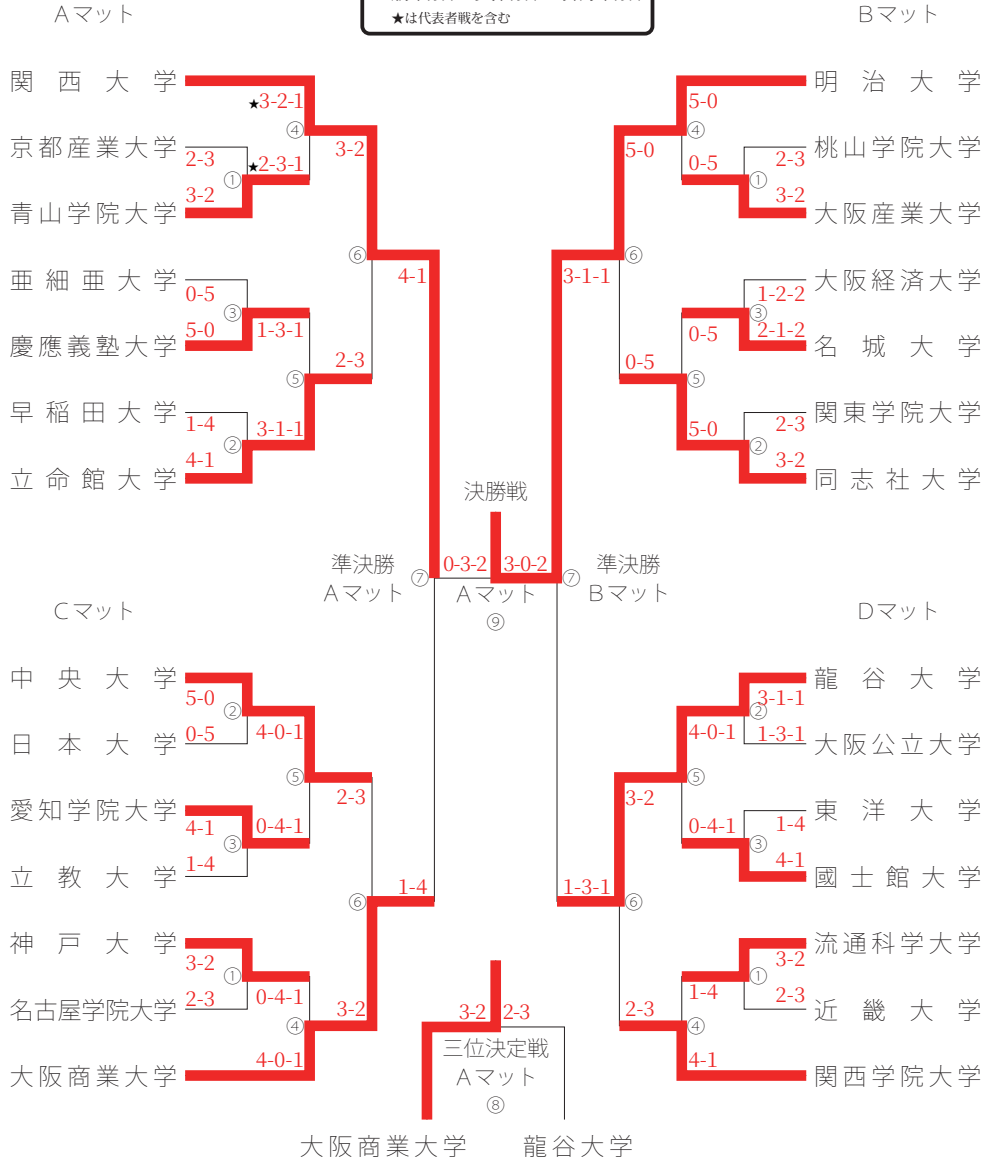 ★は代表者戦を含む
Aマット
Bマット
関西大学
★3-2-1
④
京都産業大学
2-3
①
★2-3-1
青山学院大学
3-2
3-2
⑥
亜細亜大学
0-5
③
慶應義塾大学
5-0
1-3-1
⑤
2-3
早稲田大学
1-4
②
立命館大学
4-1
3-1-1
4-1
明治大学
5-0
④
桃山学院大学
2-3
①
0-5
大阪産業大学
3-2
5-0
⑥
大阪経済大学
1-2-2
③
名城大学
2-1-2
0-5
⑤
0-5
関東学院大学
2-3
②
同志社大学
3-2
5-0
3-1-1
決勝戦
準決勝
Aマット
⑦
0-3-2
3-0-2
Aマット
⑨
⑦
準決勝
Bマット
Cマット
Dマット
中央大学
5-0
②
日本大学
0-5
4-0-1
⑤
愛知学院大学
4-1
③
0-4-1
立教大学
1-4
2-3
⑥
1-4
神戸大学
3-2
①
名古屋学院大学
2-3
0-4-1
④
3-2
大阪商業大学
4-0-1
龍谷大学
3-1-1
②
大阪公立大学
1-3-1
4-0-1
⑤
東洋大学
1-4
③
0-4-1
國士館大学
4-1
3-2
⑥
1-3-1
流通科学大学
3-2
①
近畿大学
2-3
1-4
④
2-3
関西学院大学
4-1
3-2
2-3
三位決定戦
Aマット
⑧
大阪商業大学
龍谷大学